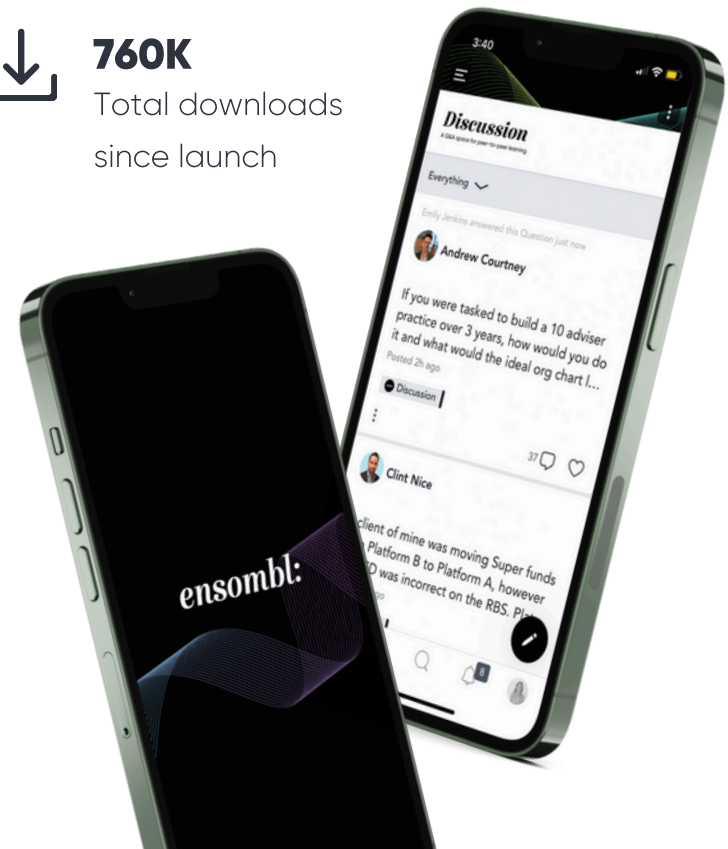 760K
Total downloads
since launch
3:40
Discussion
A Q&A space for peer-to-peer learning
Everything
Emily Jenkins answered this Question just now
Andrew Courtney
If you were tasked to build a 10 adviser
practice over 3 years, how would you do
it and what would the ideal org chart l...
Posted 2h ago
Discussion
37
Clint Nice
client of mine was moving Super funds
Platform B to Platform A, however
D was incorrect on the RBS.
go
ensombl: